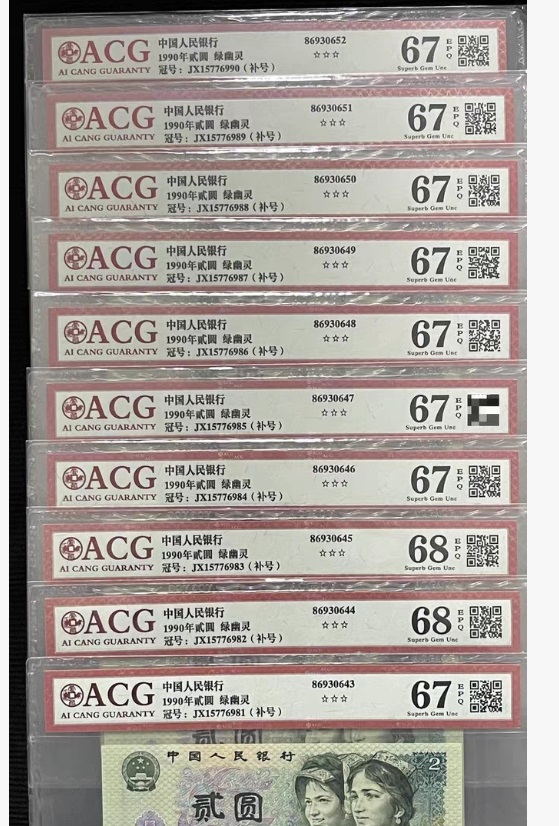 ACG
AI CANG GUARANTY
中国人民银行
1990年贰圆 绿幽灵
冠号：JX15776990（补号）
86930652
☆☆☆
67
EPQ
Superb Gem Unc
ACG
AI CANG GUARANTY
中国人民银行
1990年贰圆 绿幽灵
冠号：JX15776989（补号）
86930651
☆☆☆
67
EPQ
Superb Gem Unc
ACG
AI CANG GUARANTY
中国人民银行
1990年贰圆 绿幽灵
冠号：JX15776988（补号）
86930650
☆☆☆
67
EPQ
Superb Gem Unc
ACG
AI CANG GUARANTY
中国人民银行
1990年贰圆 绿幽灵
冠号：JX15776987（补号）
86930649
☆☆☆
67
EPQ
Superb Gem Unc
ACG
AI CANG GUARANTY
中国人民银行
1990年贰圆 绿幽灵
冠号：JX15776986（补号）
86930648
☆☆☆
67
EPQ
Superb Gem Unc
ACG
AI CANG GUARANTY
中国人民银行
1990年贰圆 绿幽灵
冠号：JX15776985（补号）
86930647
☆☆☆
67
EPQ
Superb Gem Unc
ACG
AI CANG GUARANTY
中国人民银行
1990年贰圆 绿幽灵
冠号：JX15776984（补号）
86930646
☆☆☆
67
EPQ
Superb Gem Unc
ACG
AI CANG GUARANTY
中国人民银行
1990年贰圆 绿幽灵
冠号：JX15776983（补号）
86930645
☆☆☆
68
EPQ
Superb Gem Unc
ACG
AI CANG GUARANTY
中国人民银行
1990年贰圆 绿幽灵
冠号：JX15776982（补号）
86930644
☆☆☆
68
EPQ
Superb Gem Unc
ACG
AI CANG GUARANTY
中国人民银行
1990年贰圆 绿幽灵
冠号：JX15776981（补号）
86930643
☆☆☆
67
EPQ
Superb Gem Unc
中国人民银行
2
贰圆